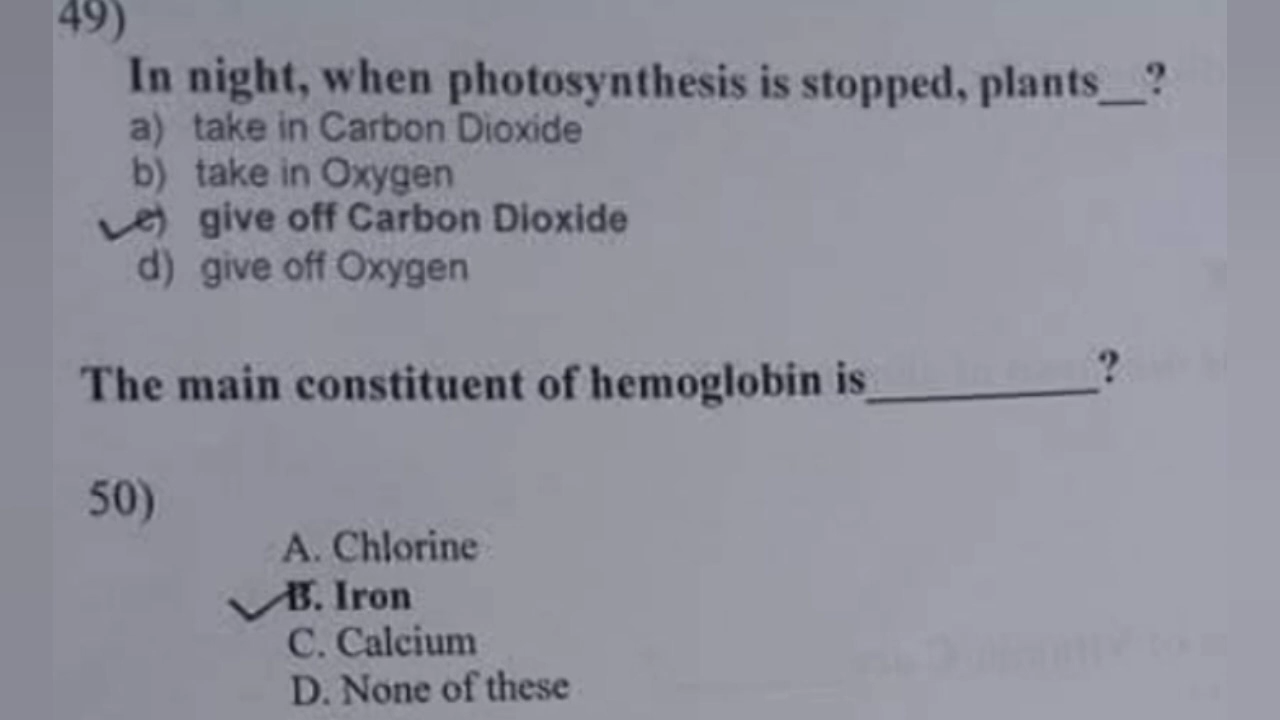 49)
In night, when photosynthesis is stopped, plants__?
a) take in Carbon Dioxide
b) take in Oxygen
c) give off Carbon Dioxide
d) give off Oxygen
The main constituent of hemoglobin is_________?
50)
A. Chlorine
B. Iron
C. Calcium
D. None of these